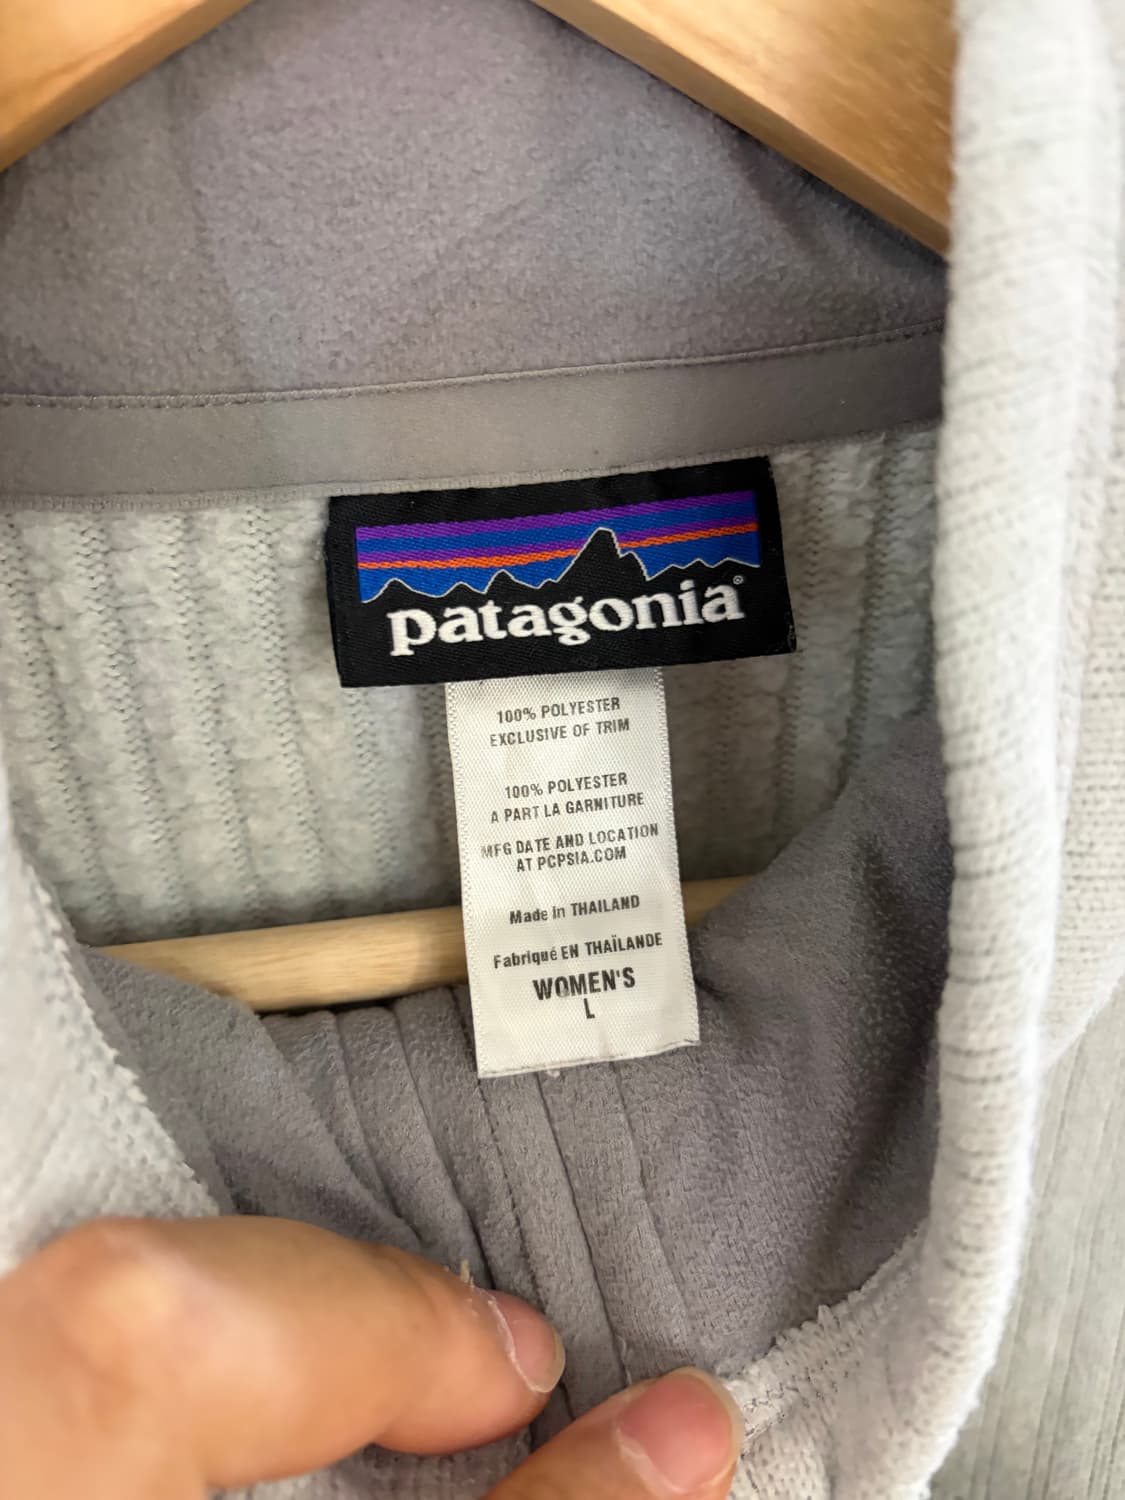 patagonia®
100% POLYESTER
EXCLUSIVE OF TRIM
100% POLYESTER
A PART LA GARNITURE
MFG DATE AND LOCATION
AT PCPSIA.COM
Made in THAILAND
Fabriqué EN THAÏLANDE
WOMEN'S
L